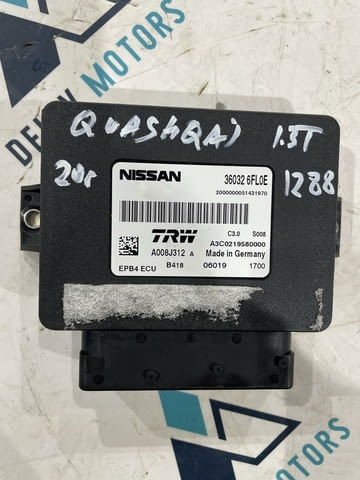 QUASHQAI 1.3T
20г 1288
NISSAN 36032 6FL0E
2000000051431970
C3.0 S008
TRW A3C0219580000
A008J312 A Made in Germany
EPB4 ECU B418 06019 1700
MOTORS
MOTORS